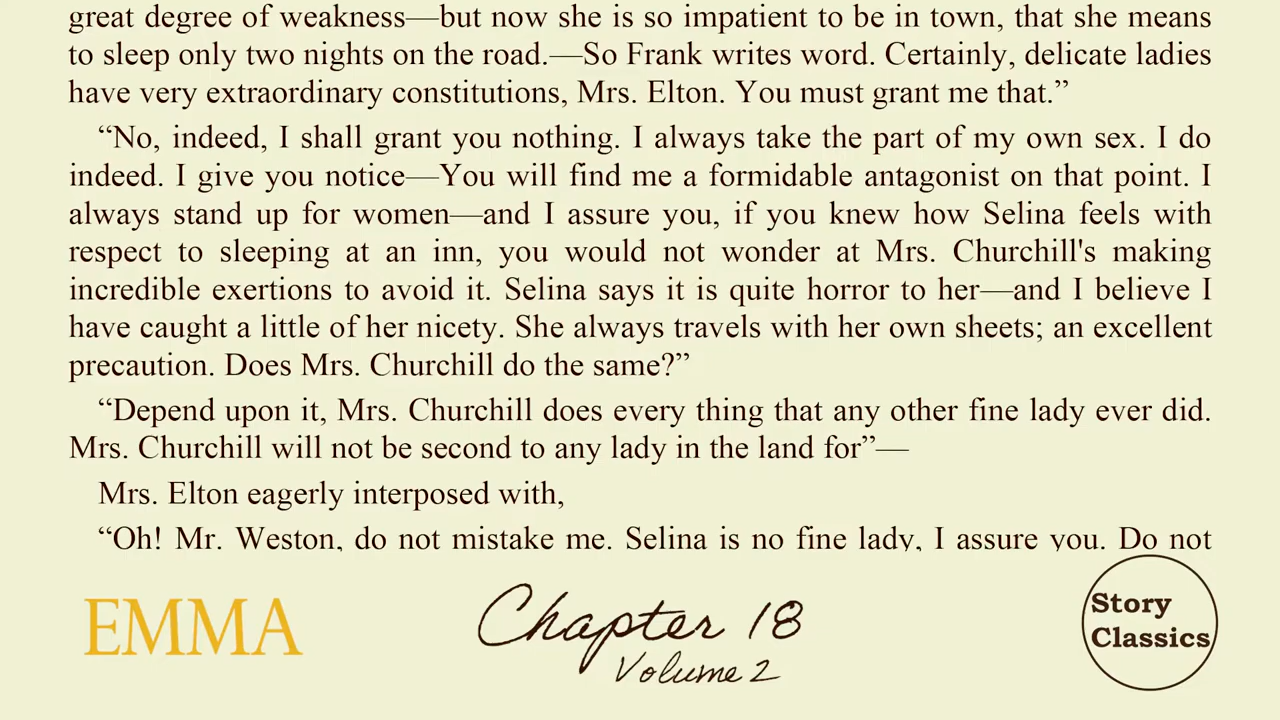 great degree of weakness—but now she is so impatient to be in town, that she means
to sleep only two nights on the road.—So Frank writes word. Certainly, delicate ladies
have very extraordinary constitutions, Mrs. Elton. You must grant me that.”
“No, indeed, I shall grant you nothing. I always take the part of my own sex. I do
indeed. I give you notice—You will find me a formidable antagonist on that point. I
always stand up for women—and I assure you, if you knew how Selina feels with
respect to sleeping at an inn, you would not wonder at Mrs. Churchill's making
incredible exertions to avoid it. Selina says it is quite horror to her—and I believe I
have caught a little of her nicety. She always travels with her own sheets; an excellent
precaution. Does Mrs. Churchill do the same?”
“Depend upon it, Mrs. Churchill does every thing that any other fine lady ever did.
Mrs. Churchill will not be second to any lady in the land for”—
Mrs. Elton eagerly interposed with,
“Oh! Mr. Weston, do not mistake me. Selina is no fine lady, I assure you. Do not
EMMA
Chapter 18
Volume 2
Story
Classics